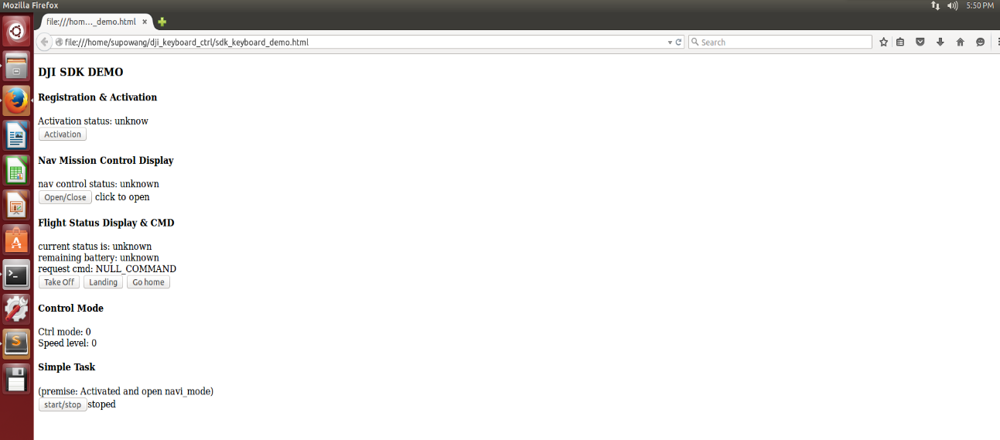 Mozilla Firefox
5:50 PM
file:///hom…_demo.html
file:///home/supowang/dji_keyboard_ctrl/sdk_keyboard_demo.html
Search
DJI SDK DEMO
Registration & Activation
Activation status: unknow
Activation
Nav Mission Control Display
nav control status: unknown
Open/Close click to open
Flight Status Display & CMD
current status is: unknown
remaining battery: unknown
request cmd: NULL_COMMAND
Take Off Landing Go home
Control Mode
Ctrl mode: 0
Speed level: 0
Simple Task
(premise: Activated and open navi_mode)
start/stop stoped